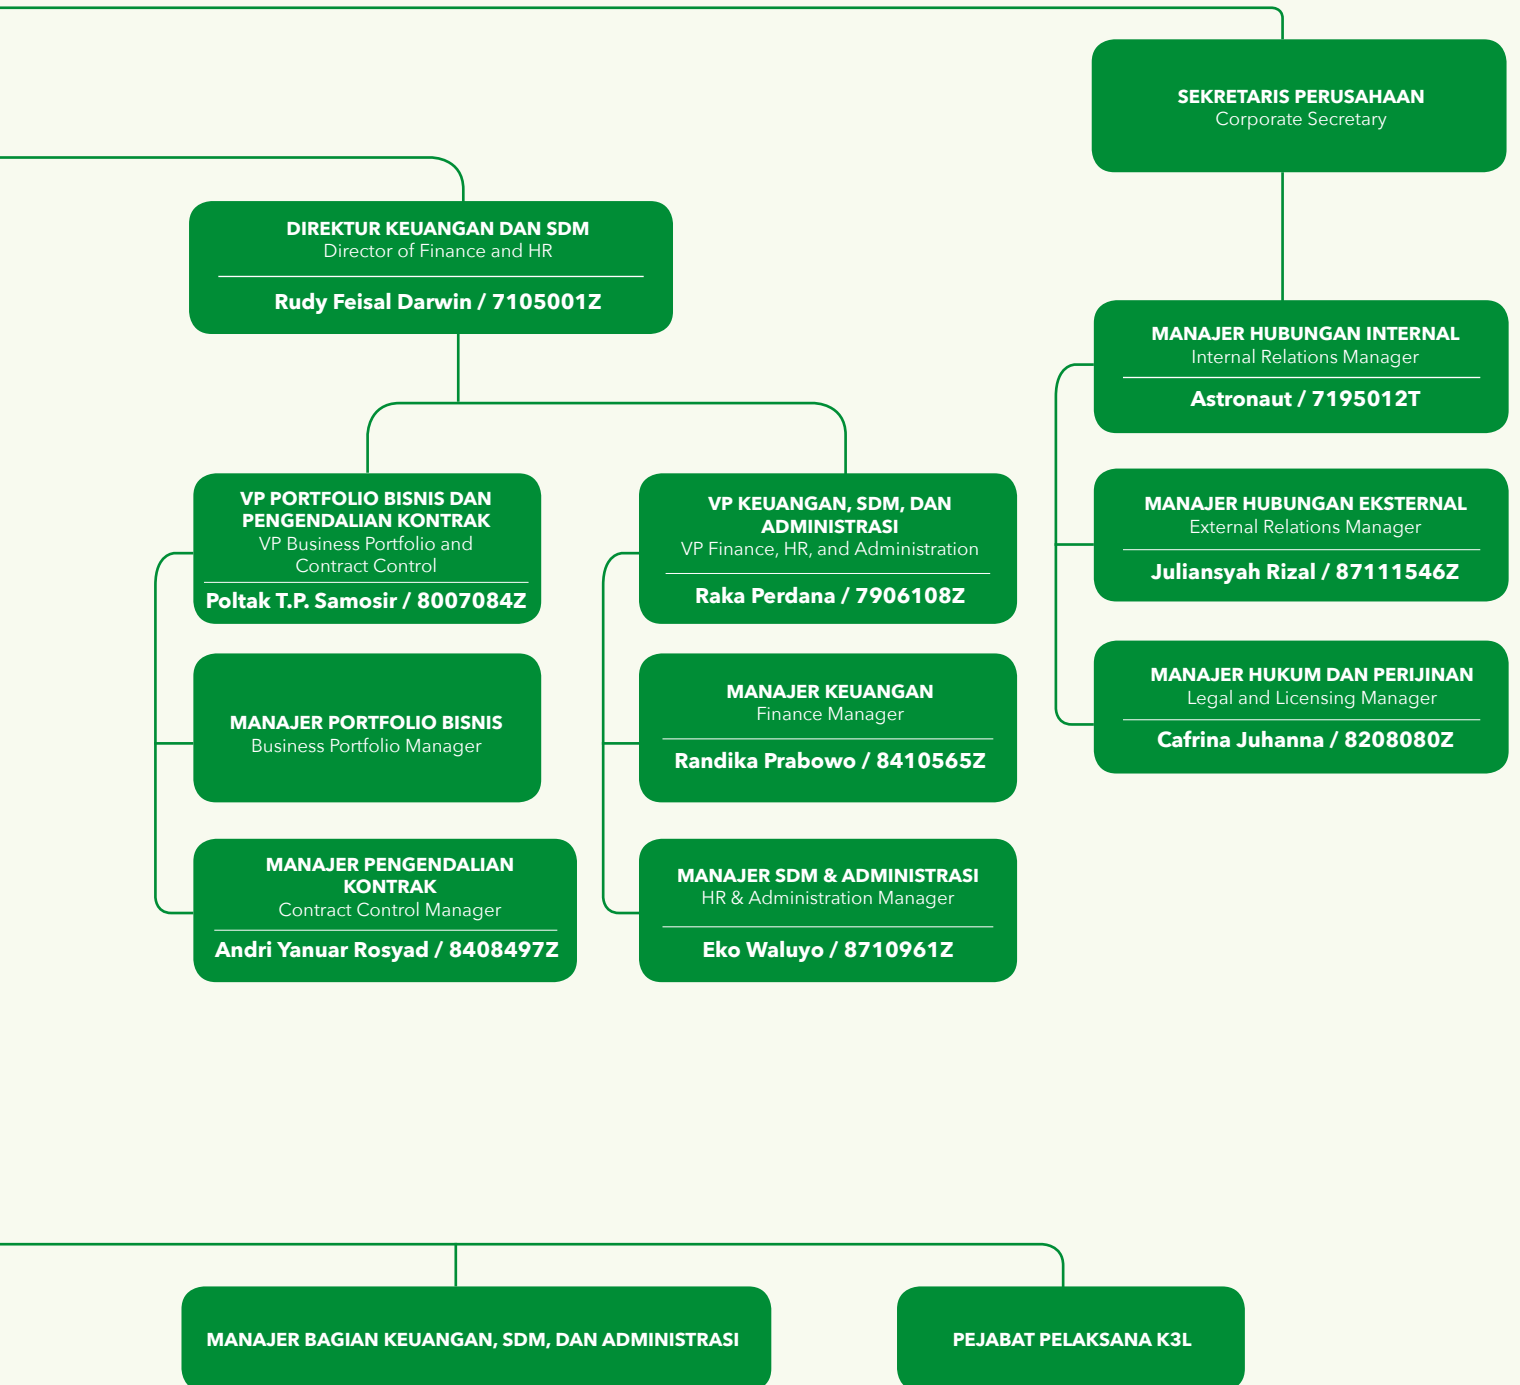 SEKRETARIS PERUSAHAAN
Corporate Secretary
DIREKTUR KEUANGAN DAN SDM
Director of Finance and HR
Rudy Feisal Darwin / 7105001Z
MANAJER HUBUNGAN INTERNAL
Internal Relations Manager
Astronaut / 7195012T
VP PORTFOLIO BISNIS DAN
PENGENDALIAN KONTRAK
VP Business Portfolio and
Contract Control
Poltak T.P. Samosir / 8007084Z
VP KEUANGAN, SDM, DAN
ADMINISTRASI
VP Finance, HR, and Administration
Raka Perdana / 7906108Z
MANAJER HUBUNGAN EKSTERNAL
External Relations Manager
Juliansyah Rizal / 87111546Z
MANAJER PORTFOLIO BISNIS
Business Portfolio Manager
MANAJER KEUANGAN
Finance Manager
Randika Prabowo / 8410565Z
MANAJER HUKUM DAN PERIJINAN
Legal and Licensing Manager
Cafrina Juhanna / 8208080Z
MANAJER PENGENDALIAN
KONTRAK
Contract Control Manager
Andri Yanuar Rosyad / 8408497Z
MANAJER SDM & ADMINISTRASI
HR & Administration Manager
Eko Waluyo / 8710961Z
MANAJER BAGIAN KEUANGAN, SDM, DAN ADMINISTRASI
PEJABAT PELAKSANA K3L